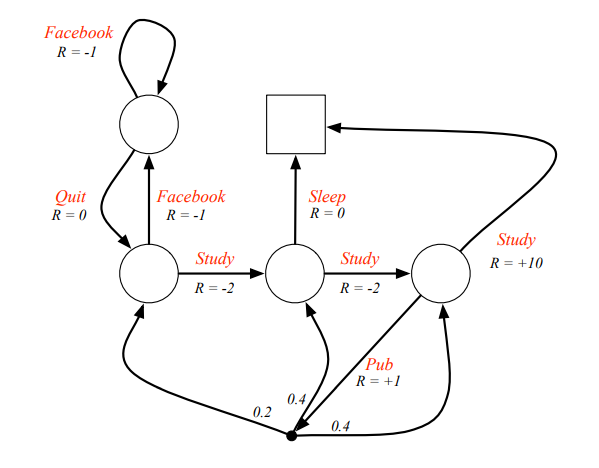 Facebook
R = -1
Quit
R = 0
Facebook
R = -1
Sleep
R = 0
Study
R = +10
Study
R = -2
Study
R = -2
Pub
R = +1
0.2
0.4
0.4